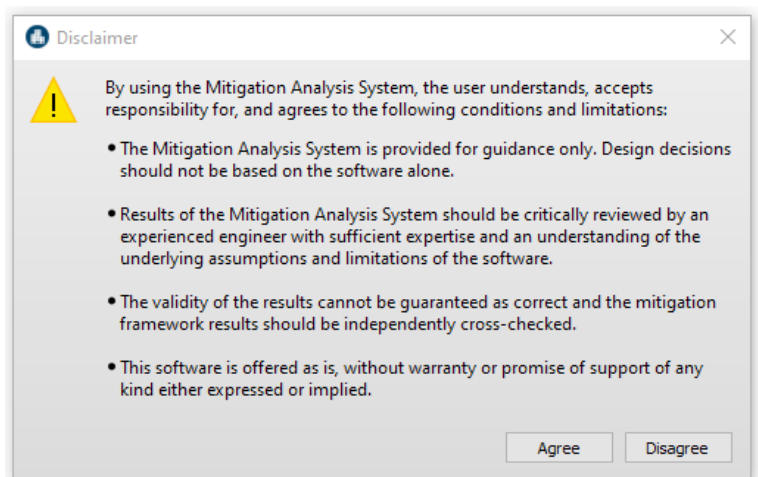 Disclaimer
By using the Mitigation Analysis System, the user understands, accepts
responsibility for, and agrees to the following conditions and limitations:
• The Mitigation Analysis System is provided for guidance only. Design decisions
should not be based on the software alone.
• Results of the Mitigation Analysis System should be critically reviewed by an
experienced engineer with sufficient expertise and an understanding of the
underlying assumptions and limitations of the software.
• The validity of the results cannot be guaranteed as correct and the mitigation
framework results should be independently cross-checked.
• This software is offered as is, without warranty or promise of support of any
kind either expressed or implied.
Agree
Disagree